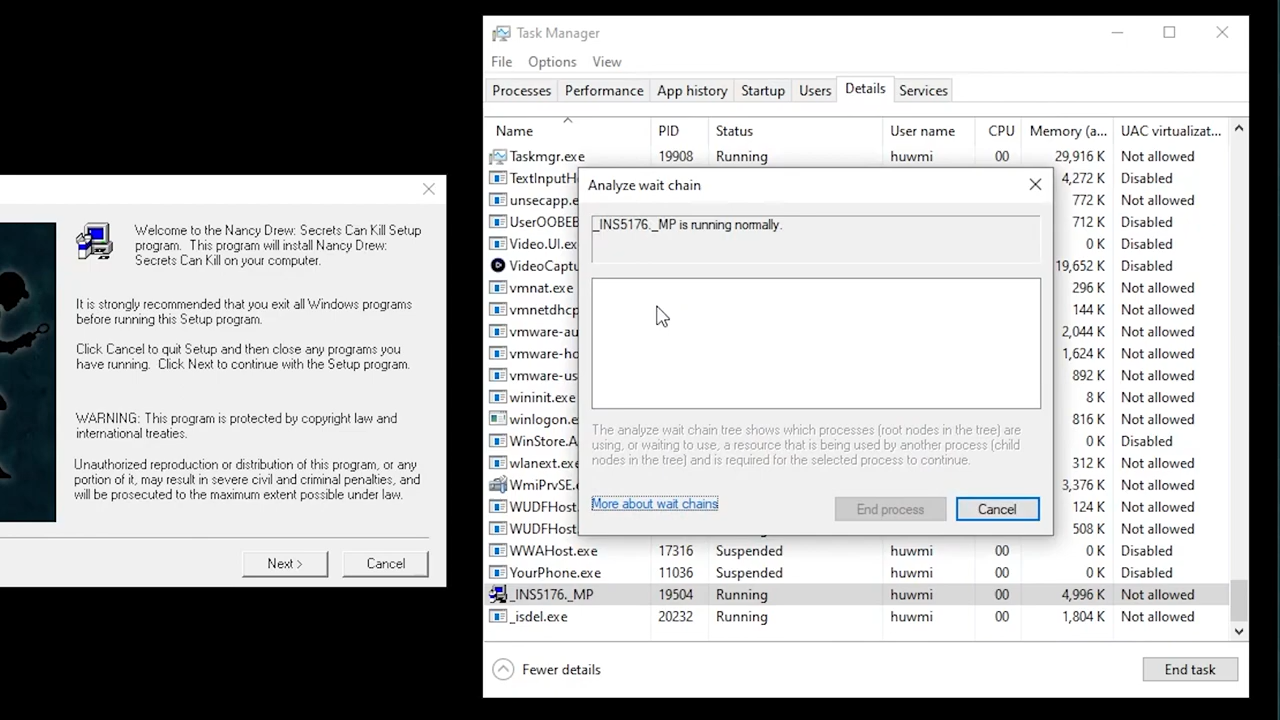 Welcome to the Nancy Drew: Secrets Can Kill Setup
program. This program will install Nancy Drew:
Secrets Can Kill on your computer.
It is strongly recommended that you exit all Windows programs
before running this Setup program.
Click Cancel to quit Setup and then close any programs you
have running. Click Next to continue with the Setup program.
WARNING: This program is protected by copyright law and
international treaties.
Unauthorized reproduction or distribution of this program, or any
portion of it, may result in severe civil and criminal penalties, and
will be prosecuted to the maximum extent possible under law.
Next > Cancel
Task Manager
File Options View
Processes Performance App history Startup Users Details Services
Name PID Status User name CPU Memory (a... UAC virtualizat...
Taskmgr.exe 19908 Running huwmi 00 29,916 K Not allowed
TextInputH 4,272 K Disabled
unsecapp.e 772 K Not allowed
UserOOBEB 712 K Disabled
Video.UI.ex 0 K Disabled
VideoCaptu 19,652 K Disabled
vmnat.exe 296 K Not allowed
vmnetdhcp 144 K Not allowed
vmware-au 2,044 K Not allowed
vmware-ho 1,624 K Not allowed
vmware-us 892 K Not allowed
wininit.exe 8 K Not allowed
winlogon.e 816 K Not allowed
WinStore.A 0 K Disabled
wlanext.exe 312 K Not allowed
WmiPrvSE. 3,376 K Not allowed
WUDFHost 124 K Not allowed
WUDFHost 508 K Not allowed
WWAHost.exe 17316 Suspended huwmi 00 0 K Disabled
YourPhone.exe 11036 Suspended huwmi 00 0 K Disabled
_INS5176._MP 19504 Running huwmi 00 4,996 K Not allowed
_isdel.exe 20232 Running huwmi 00 1,804 K Not allowed
Fewer details End task
Analyze wait chain
_INS5176._MP is running normally.
The analyze wait chain tree shows which processes (root nodes in the tree) are
using, or waiting to use, a resource that is being used by another process (child
nodes in the tree) and is required for the selected process to continue.
More about wait chains End process Cancel